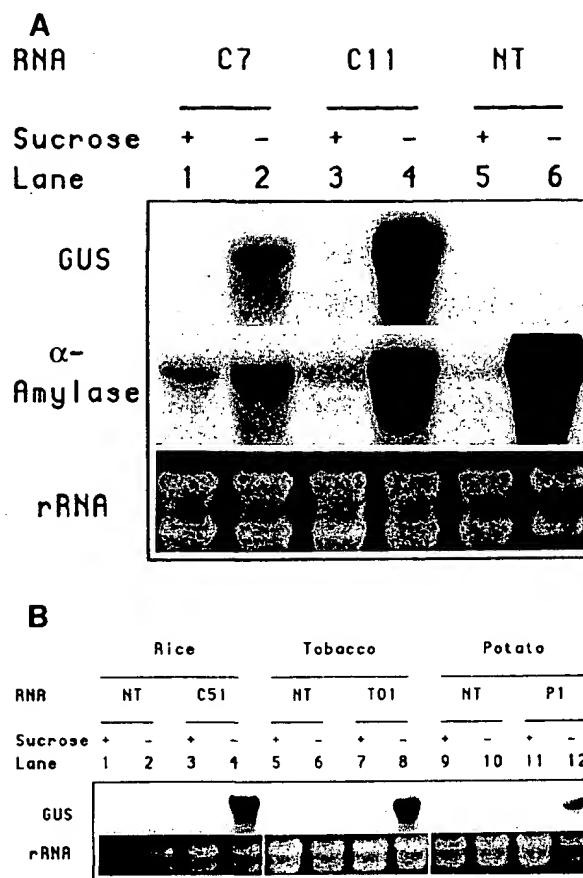 A
RNA C7 C11 NT
Sucrose + - + - + -
Lane 1 2 3 4 5 6
GUS
α-
Amylase
rRNA
B
Rice Tobacco Potato
RNA NT C51 NT T01 NT P1
Sucrose + - + - + - + - + - + -
Lane 1 2 3 4 5 6 7 8 9 10 11 12
GUS
rRNA